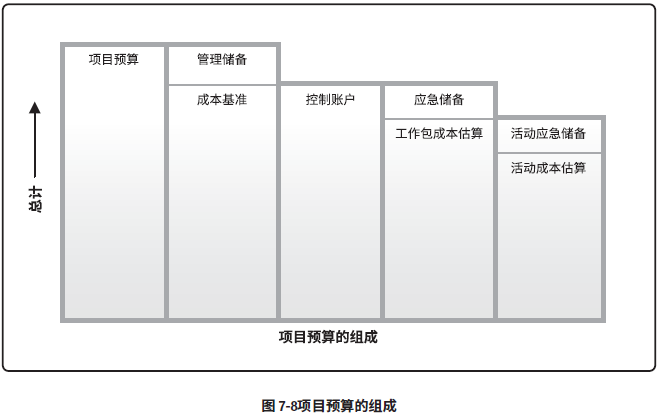 项目预算
管理储备
成本基准
控制账户
应急储备
工作包成本估算
活动应急储备
活动成本估算
总计
项目预算的组成
图 7-8项目预算的组成